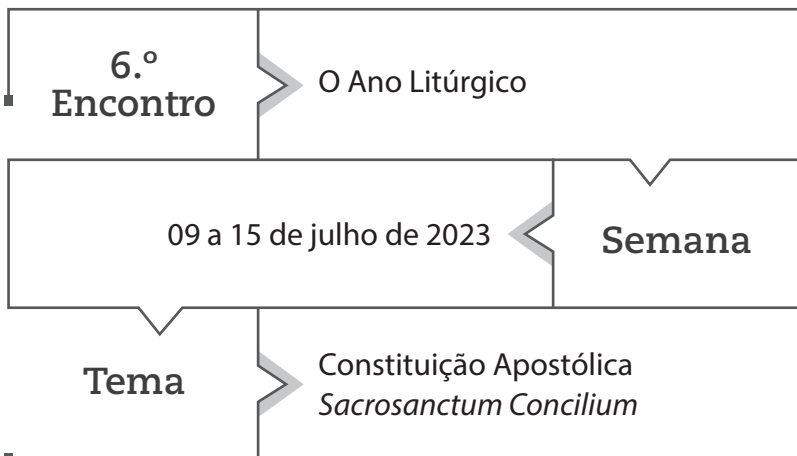 6.º
Encontro
O Ano Litúrgico
09 a 15 de julho de 2023
Semana
Tema
Constituição Apostólica
Sacrosanctum Concilium